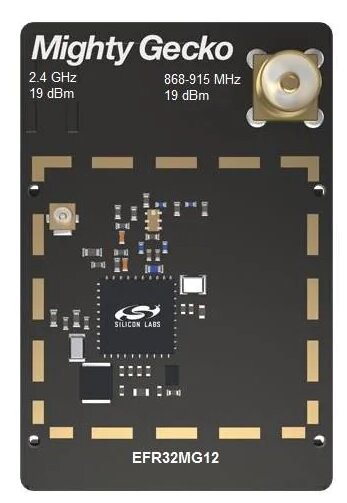 Mighty Gecko
2.4 GHz
19 dBm
868-915 MHz
19 dBm
SILICON LABS
EFR32MG12